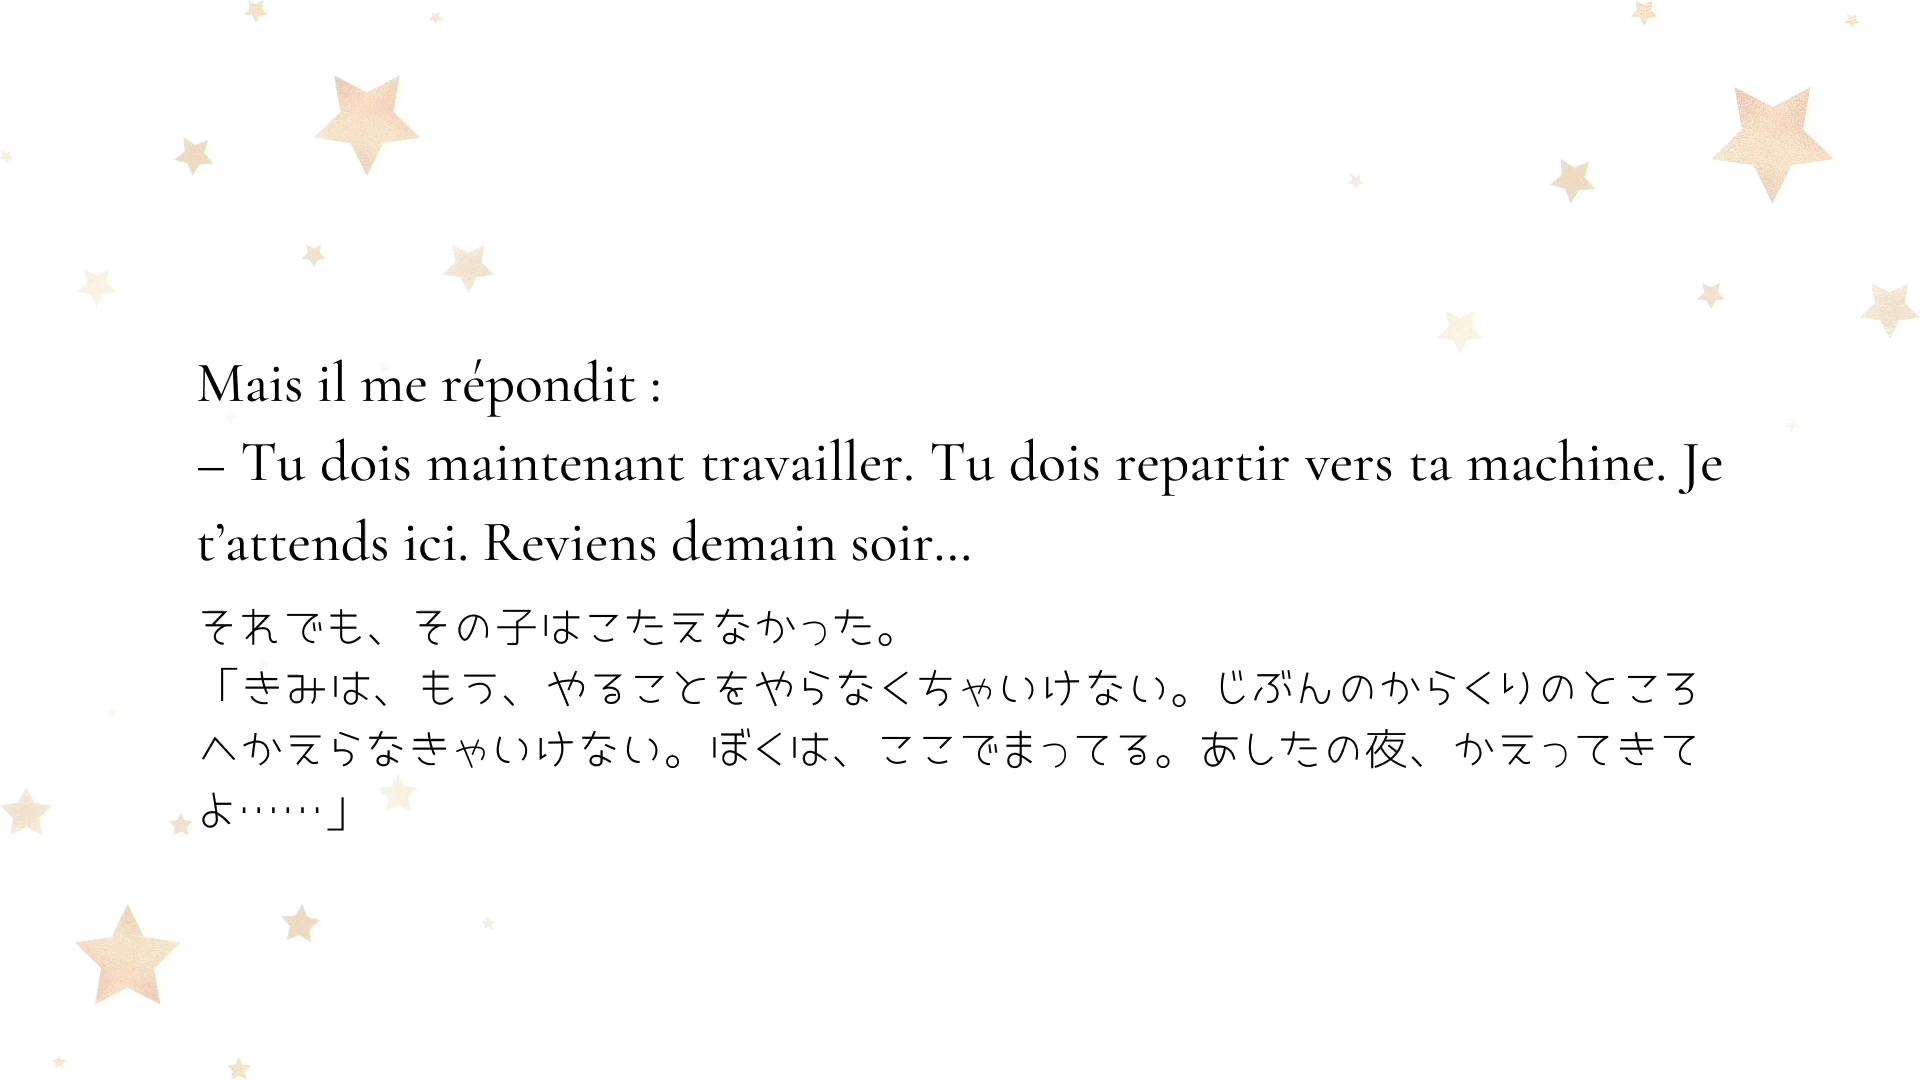 Mais il me répondit :
– Tu dois maintenant travailler. Tu dois repartir vers ta machine. Je
t’attends ici. Reviens demain soir...
それでも、その子はこたえなかった。
「きみは、もう、やることをやらなくちゃいけない。じぶんのからくりのところ
へかえらなきゃいけない。ぼくは、ここでまってる。あしたの夜、かえってきて
よ……」